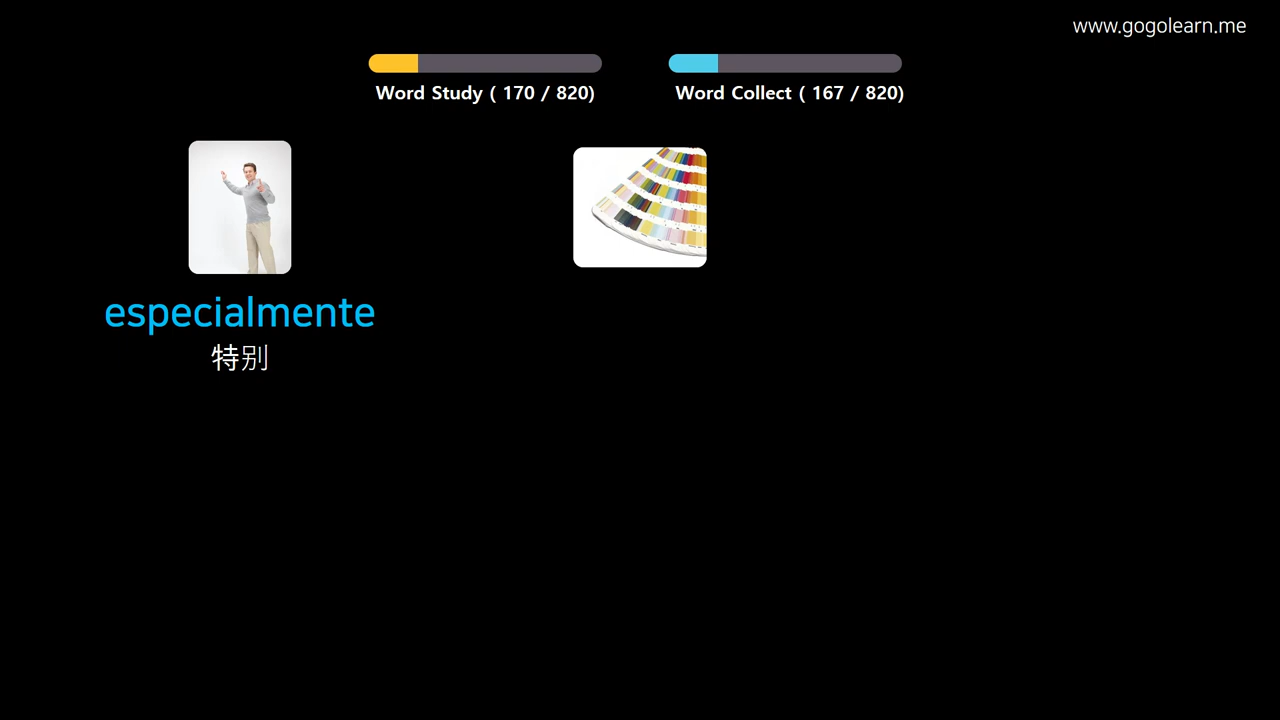 www.gogolearn.me
Word Study ( 170 / 820)
Word Collect ( 167 / 820)
especialmente
特别